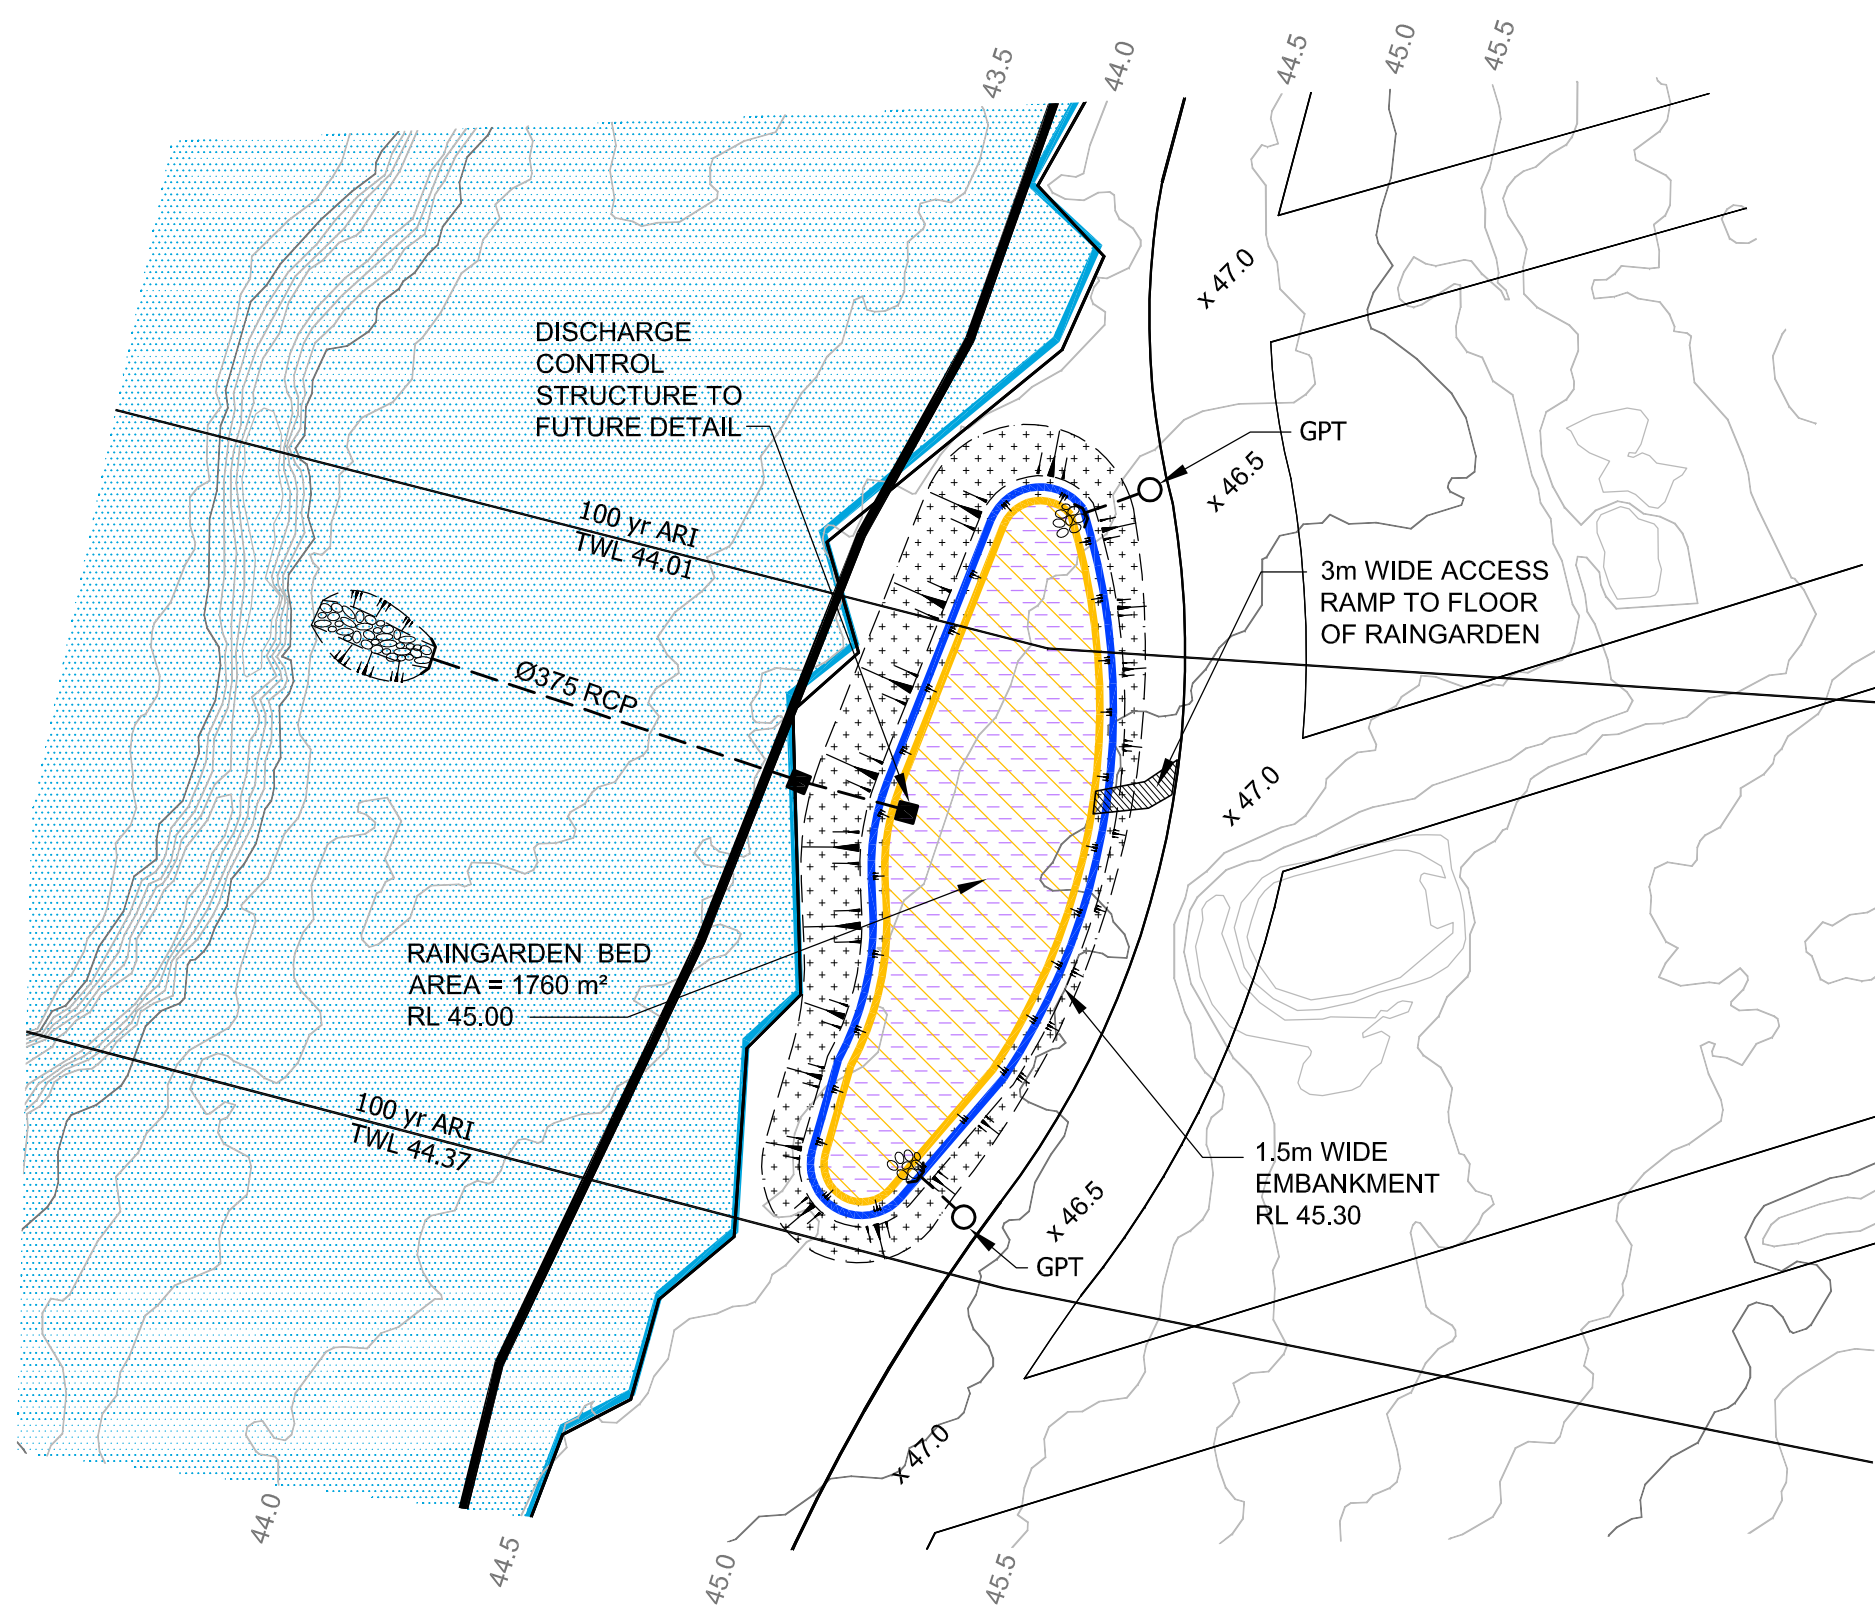 43.5
44.0
44.5
45.0
45.5
x 47.0
DISCHARGE
CONTROL
STRUCTURE TO
FUTURE DETAIL
GPT
x 46.5
100 yr ARI
TWL 44.01
3m WIDE ACCESS
RAMP TO FLOOR
OF RAINGARDEN
Ø375 RCP
x 47.0
RAINGARDEN BED
AREA = 1760 m²
RL 45.00
100 yr ARI
TWL 44.37
1.5m WIDE
EMBANKMENT
RL 45.30
x 46.5
GPT
x 47.0
44.0
44.5
45.0
45.5